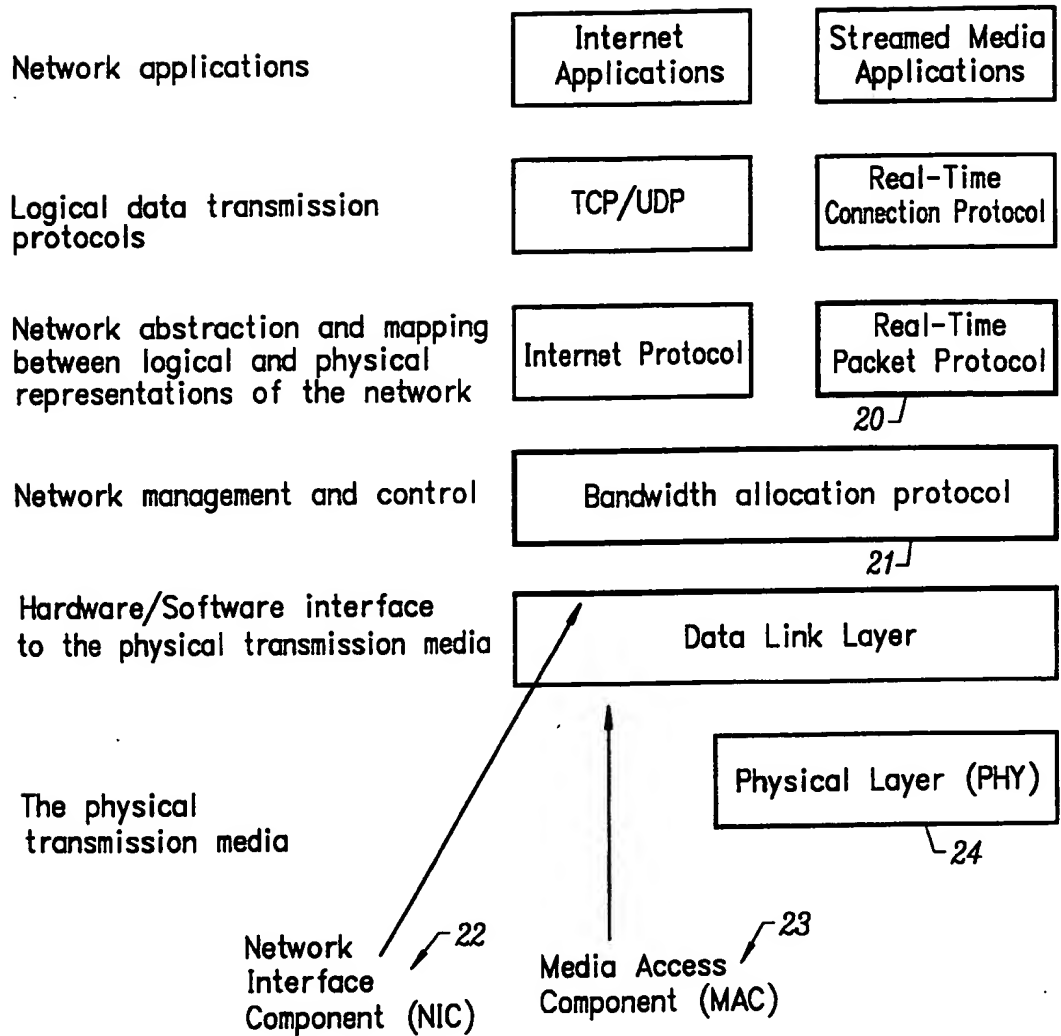 Network applications
Internet
Applications
Streamed Media
Applications
Logical data transmission
protocols
TCP/UDP
Real-Time
Connection Protocol
Network abstraction and mapping
between logical and physical
representations of the network
Internet Protocol
Real-Time
Packet Protocol
20
Network management and control
Bandwidth allocation protocol
21
Hardware/Software interface
to the physical transmission media
Data Link Layer
The physical
transmission media
Physical Layer (PHY)
24
Network
Interface
Component (NIC)
22
Media Access
Component (MAC)
23